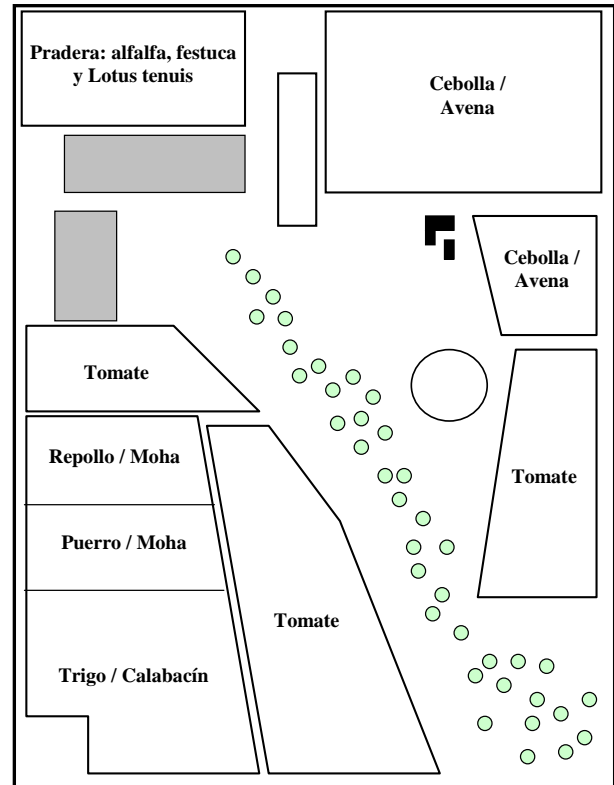 Pradera: alfalfa, festuca
y Lotus tenuis
Cebolla /
Avena
Cebolla /
Avena
Tomate
Repollo / Moha
Tomate
Puerro / Moha
Tomate
Trigo / Calabacín